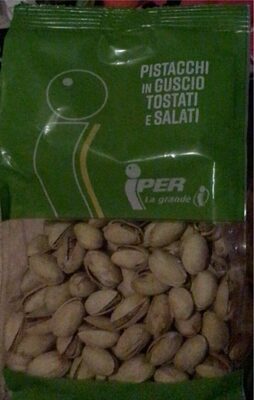 PISTACCHI
IN GUSCIO
TOSTATI
E SALATI
IPER
La grande i